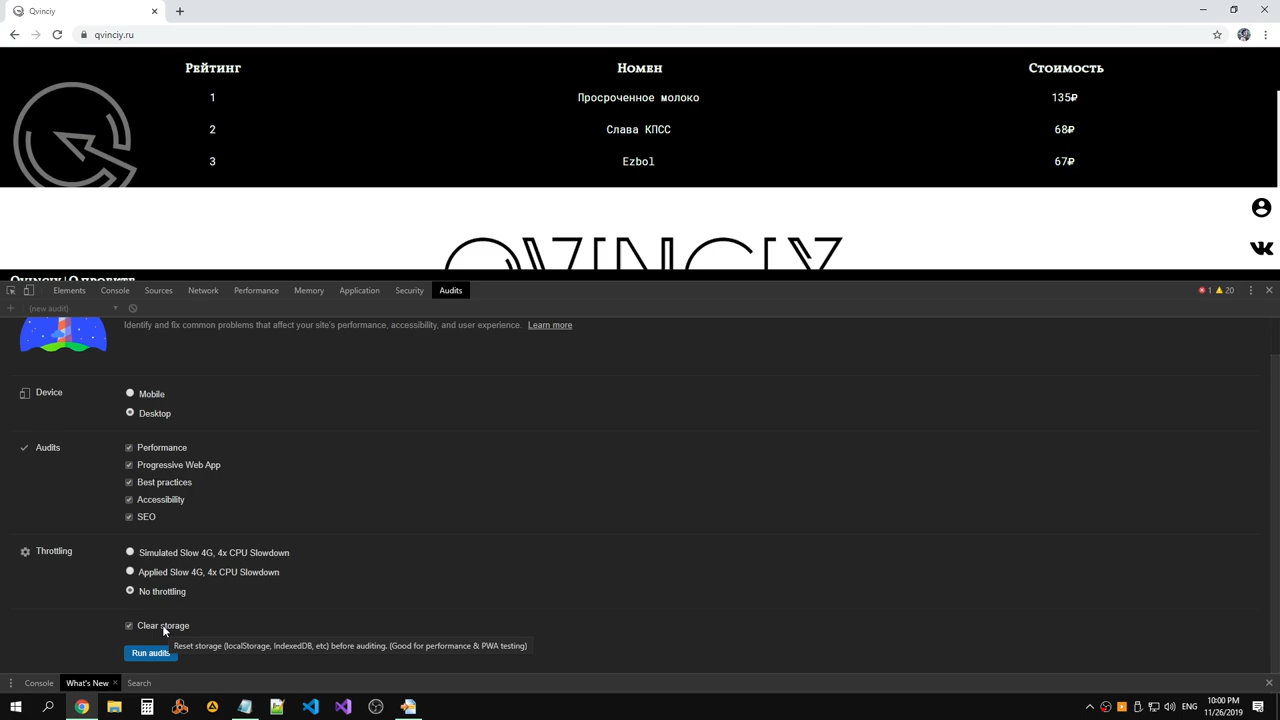 Qvinciy
qvinciy.ru
Рейтинг Номен Стоимость
1 Просроченное молоко 135₽
2 Слава КПСС 68₽
3 Ezbol 67₽
QVINCIY
Qvinciy | О проекте
Elements Console Sources Network Performance Memory Application Security Audits 1 20
(new audit)
Identify and fix common problems that affect your site's performance, accessibility, and user experience. Learn more
Device
Mobile
Desktop
Audits
Performance
Progressive Web App
Best practices
Accessibility
SEO
Throttling
Simulated Slow 4G, 4x CPU Slowdown
Applied Slow 4G, 4x CPU Slowdown
No throttling
Clear storage
Reset storage (localStorage, IndexedDB, etc) before auditing. (Good for performance & PWA testing)
Run audits
Console What's New Search
ENG
10:00 PM
11/26/2019